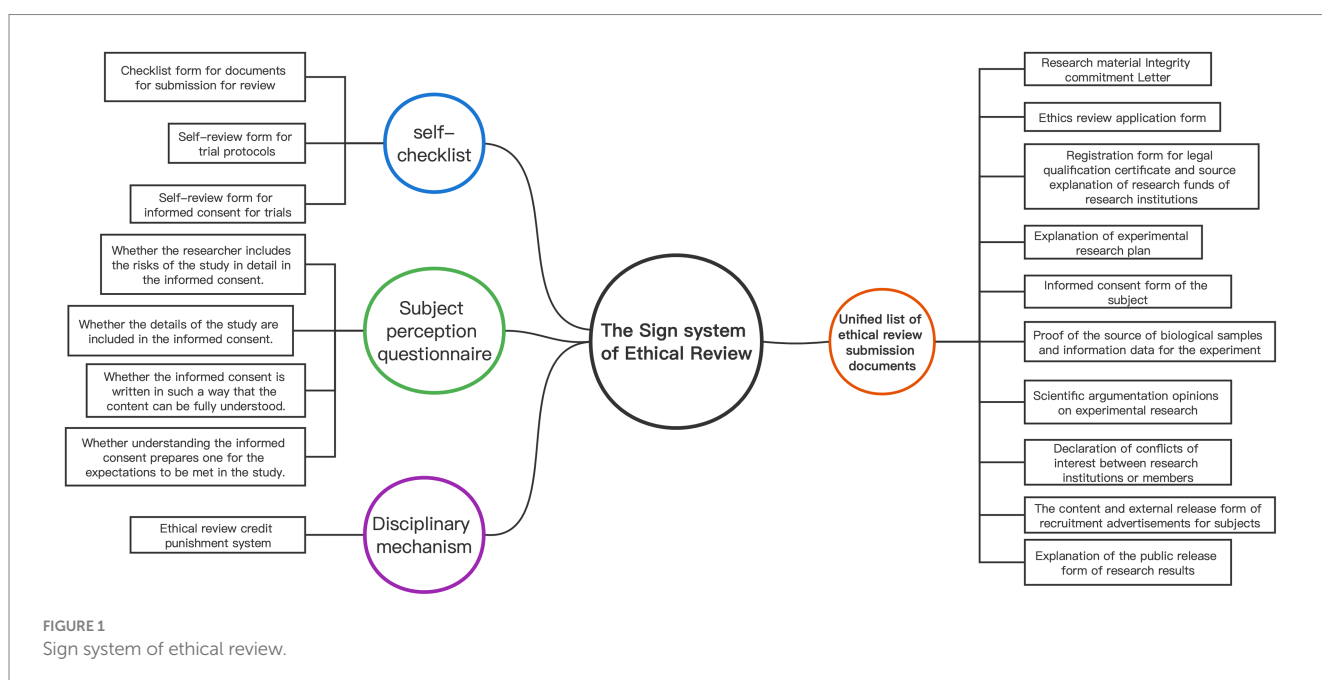 Checklist form for documents
for submission for review
Self-review form for
trial protocols
Self-review form for
informed consent for trials
self-
checklist
Whether the researcher includes
the risks of the study in detail in
the informed consent.
Whether the details of the study are
included in the informed consent.
Whether the informed consent is
written in such a way that the
content can be fully understood.
Whether understanding the informed
consent prepares one for the
expectations to be met in the study.
Subject
perception
questionnaire
Ethical review credit
punishment system
Disciplinary
mechanism
The Sign system
of Ethical Review
Unified list of
ethical review
submission
documents
Research material Integrity
commitment Letter
Ethics review application form
Registration form for legal
qualification certificate and source
explanation of research funds of
research institutions
Explanation of experimental
research plan
Informed consent form of the
subject
Proof of the source of biological samples
and information data for the experiment
Scientific argumentation opinions
on experimental research
Declaration of conflicts of
interest between research
institutions or members
The content and external release form of
recruitment advertisements for subjects
Explanation of the public release
form of research results
FIGURE 1
Sign system of ethical review.